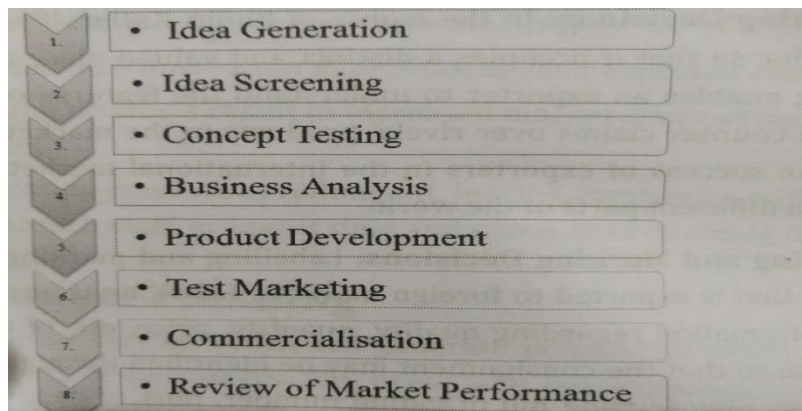 1. • Idea Generation
2. • Idea Screening
3. • Concept Testing
4. • Business Analysis
5. • Product Development
6. • Test Marketing
7. • Commercialisation
8. • Review of Market Performance